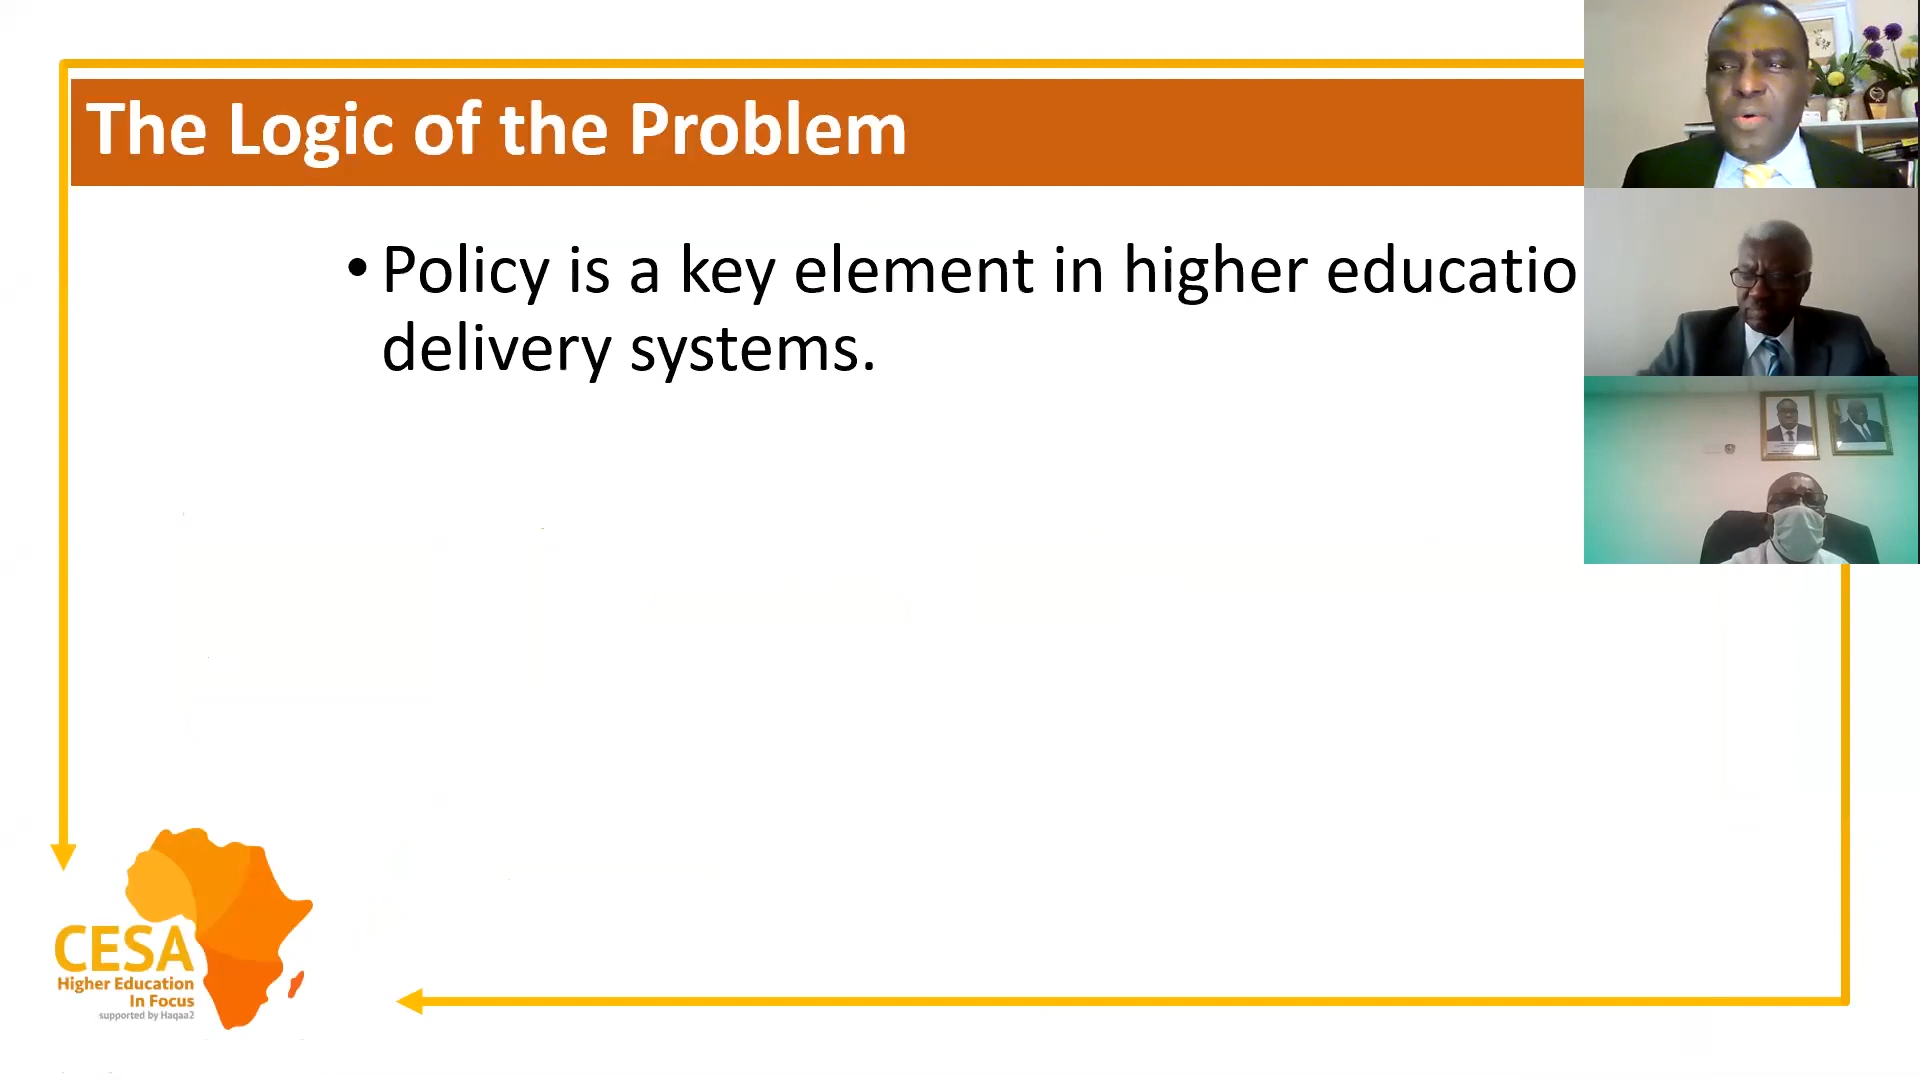 The Logic of the Problem
• Policy is a key element in higher educatio
delivery systems.
CESA
Higher Education
In Focus
supported by Haqaa2